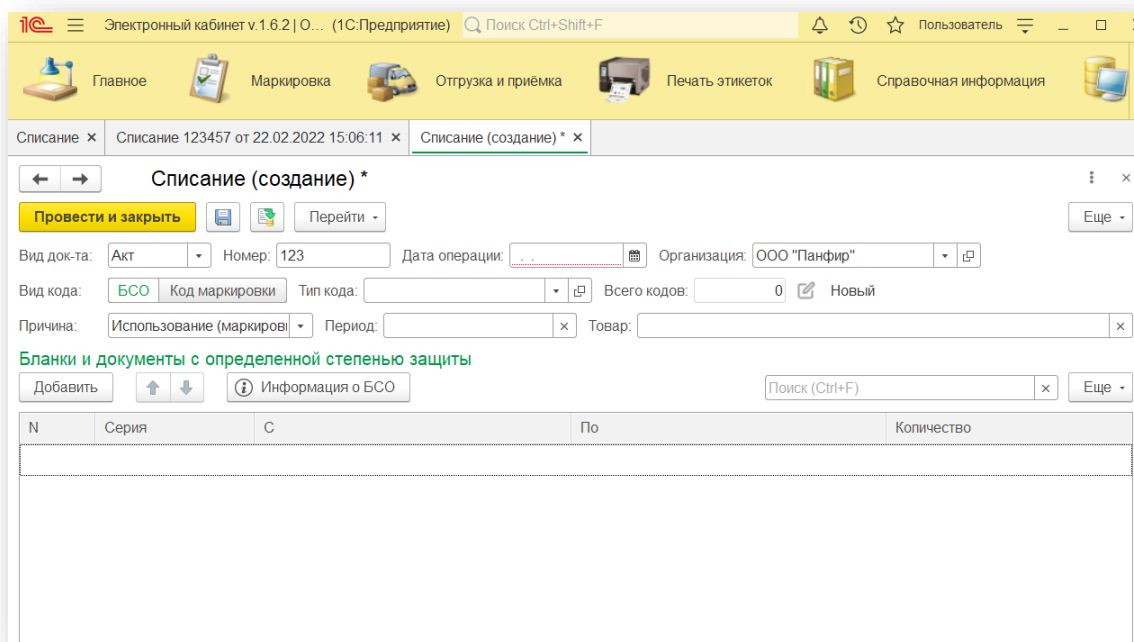 1С Электронный кабинет v.1.6.2 | О... (1С:Предприятие) Поиск Ctrl+Shift+F Пользователь
Главное Маркировка Отгрузка и приёмка Печать этикеток Справочная информация
Списание × Списание 123457 от 22.02.2022 15:06:11 × Списание (создание) * ×
Списание (создание) *
Провести и закрыть Перейти Еще
Вид док-та: Акт Номер: 123 Дата операции: . . Организация: ООО "Панфир"
Вид кода: БСО Код маркировки Тип кода: Всего кодов: 0 Новый
Причина: Использование (маркиров Период: Товар:
Бланки и документы с определенной степенью защиты
Добавить Информация о БСО Поиск (Ctrl+F) × Еще
N Серия С По Количество